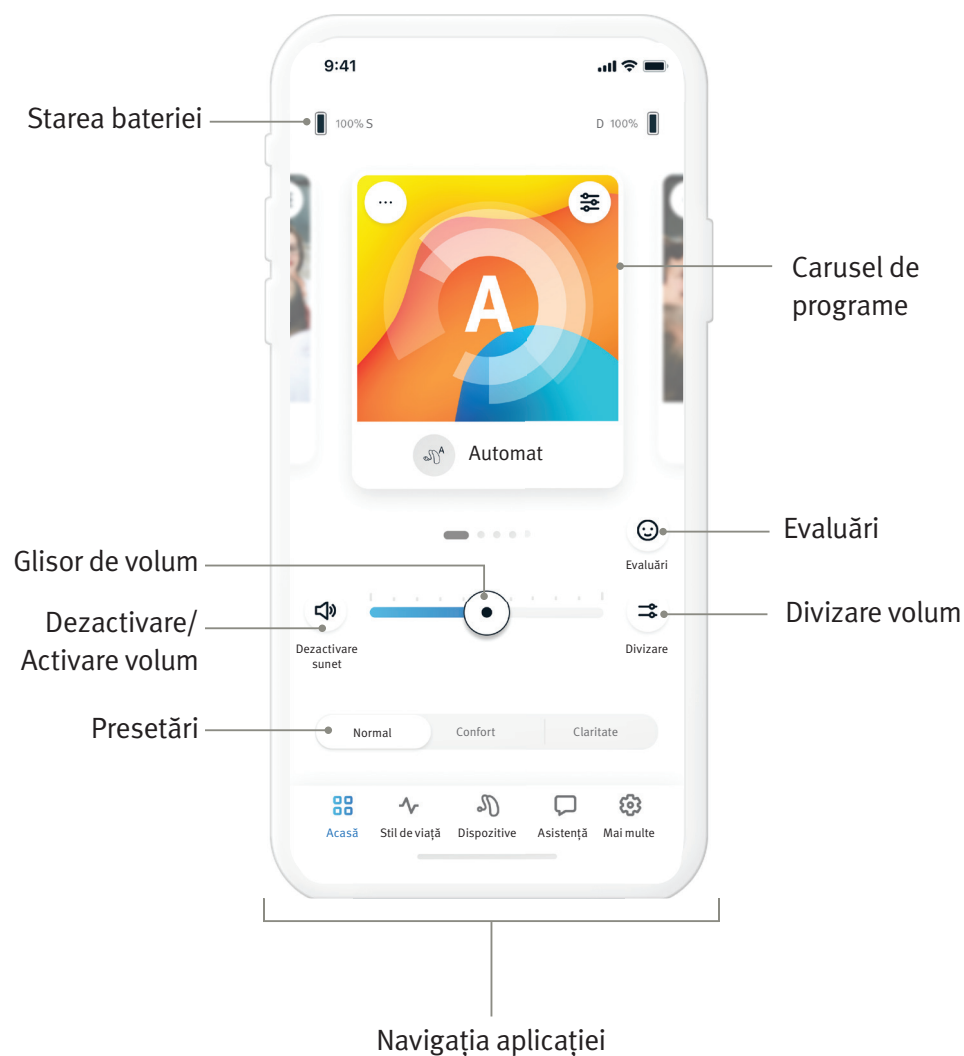 9:41
Starea bateriei
100% S
D 100%
...
A
Carusel de
programe
A
Automat
Evaluări
Evaluări
Glisor de volum
Dezactivare/
Activare volum
Divizare volum
Dezactivare
sunet
Divizare
Presetări
Normal
Confort
Claritate
Acasă
Stil de viață
Dispozitive
Asistență
Mai multe
Navigația aplicației